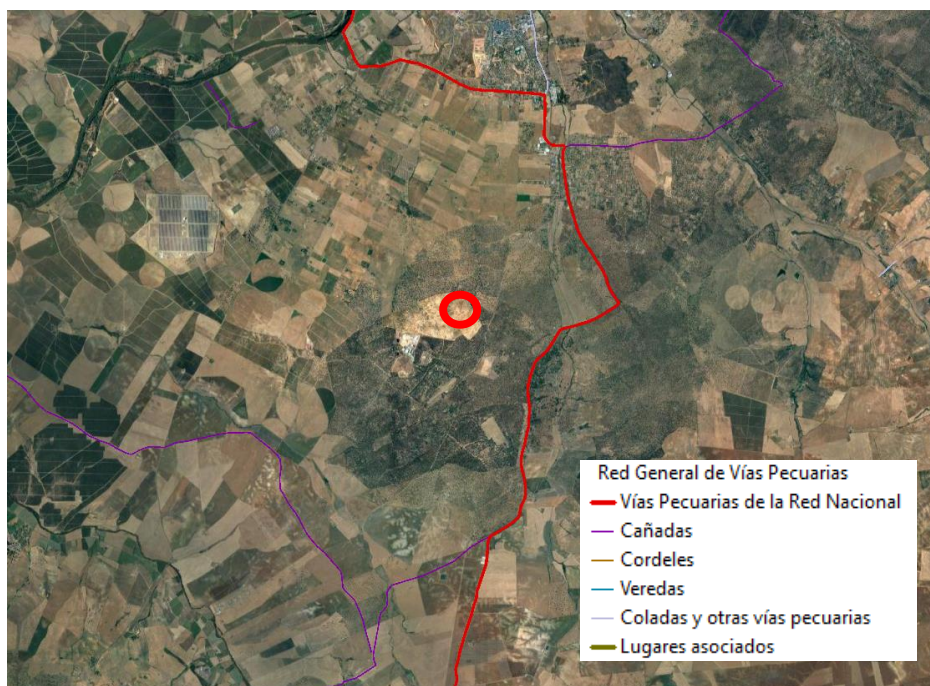 Red General de Vías Pecuarias
Vías Pecuarias de la Red Nacional
Cañadas
Cordeles
Veredas
Coladas y otras vías pecuarias
Lugares asociados